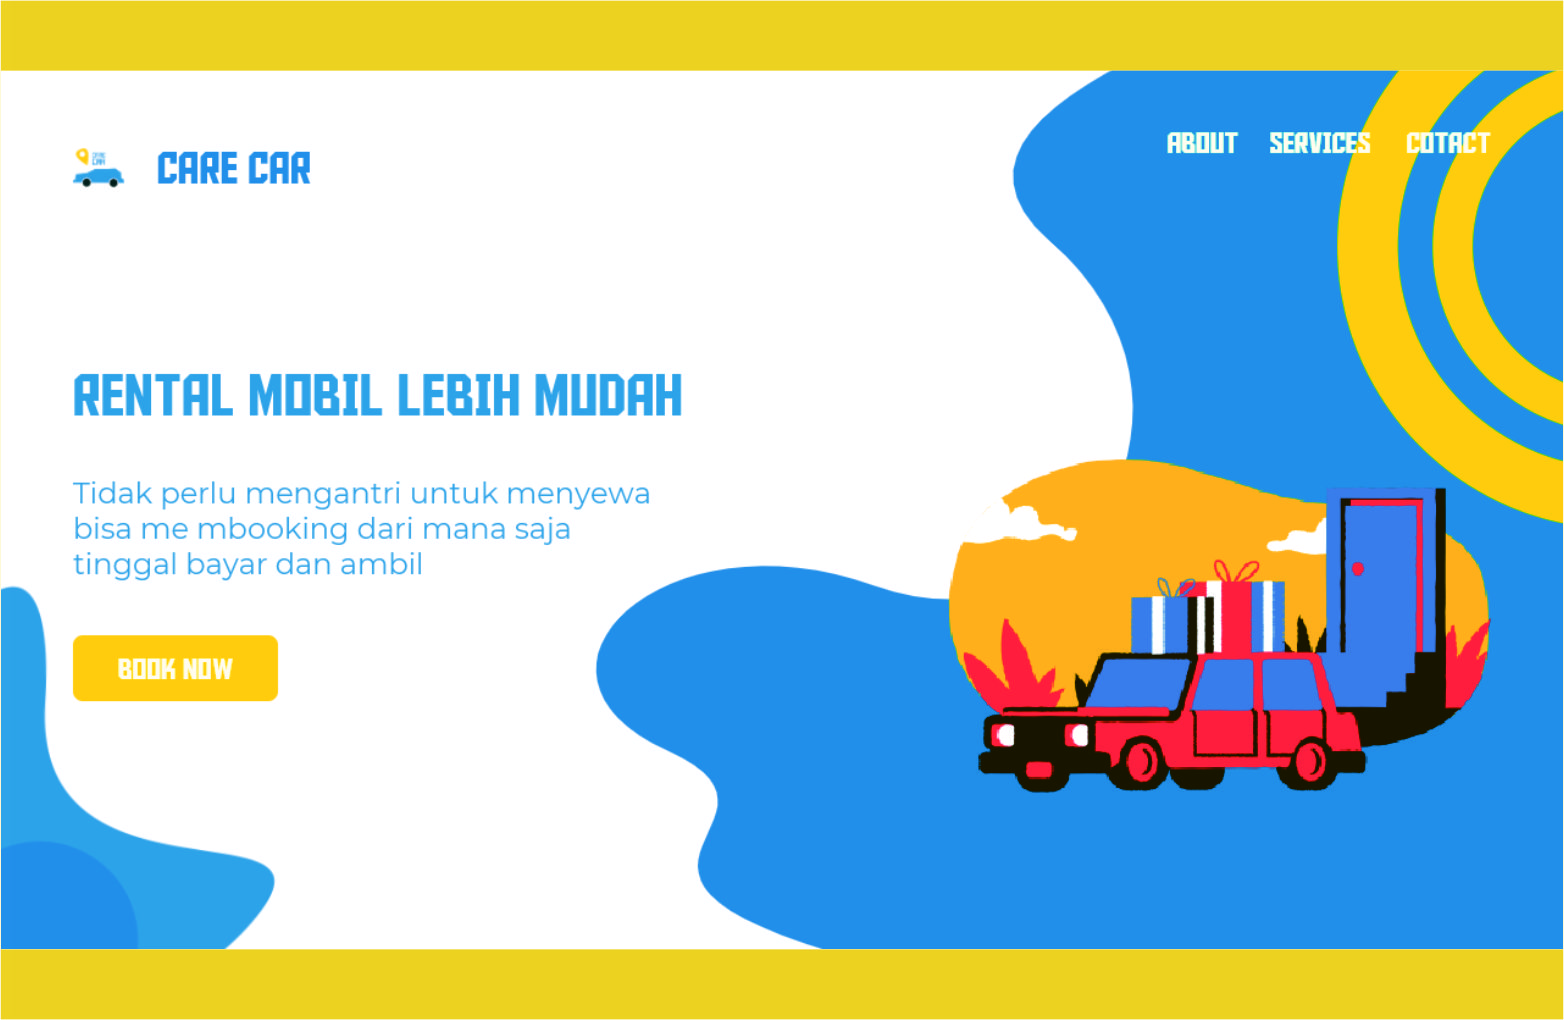 CARE CAR
ABOUT SERVICES COTACT
RENTAL MOBIL LEBIH MUDAH
Tidak perlu mengantri untuk menyewa
bisa me mbooking dari mana saja
tinggal bayar dan ambil
BOOK NOW